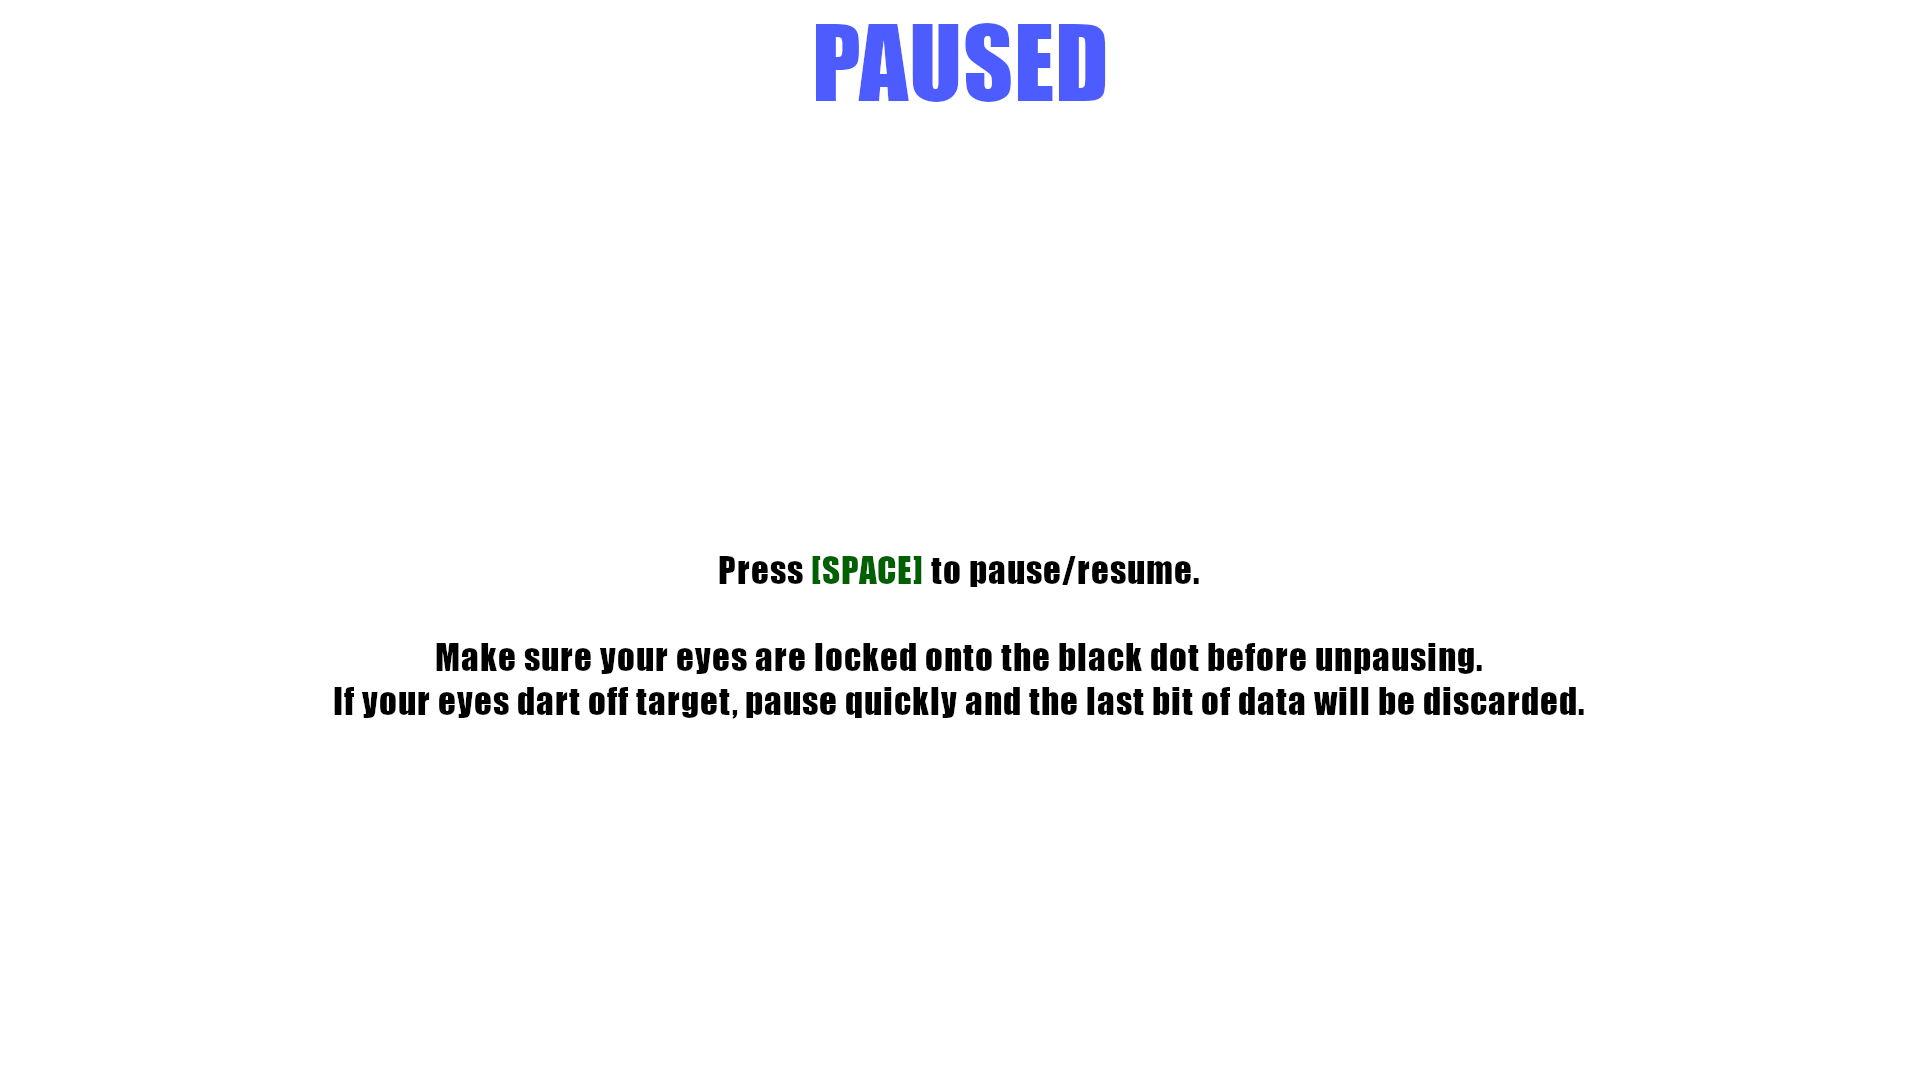 PAUSED
Press [SPACE] to pause/resume.
Make sure your eyes are locked onto the black dot before unpausing.
If your eyes dart off target, pause quickly and the last bit of data will be discarded.